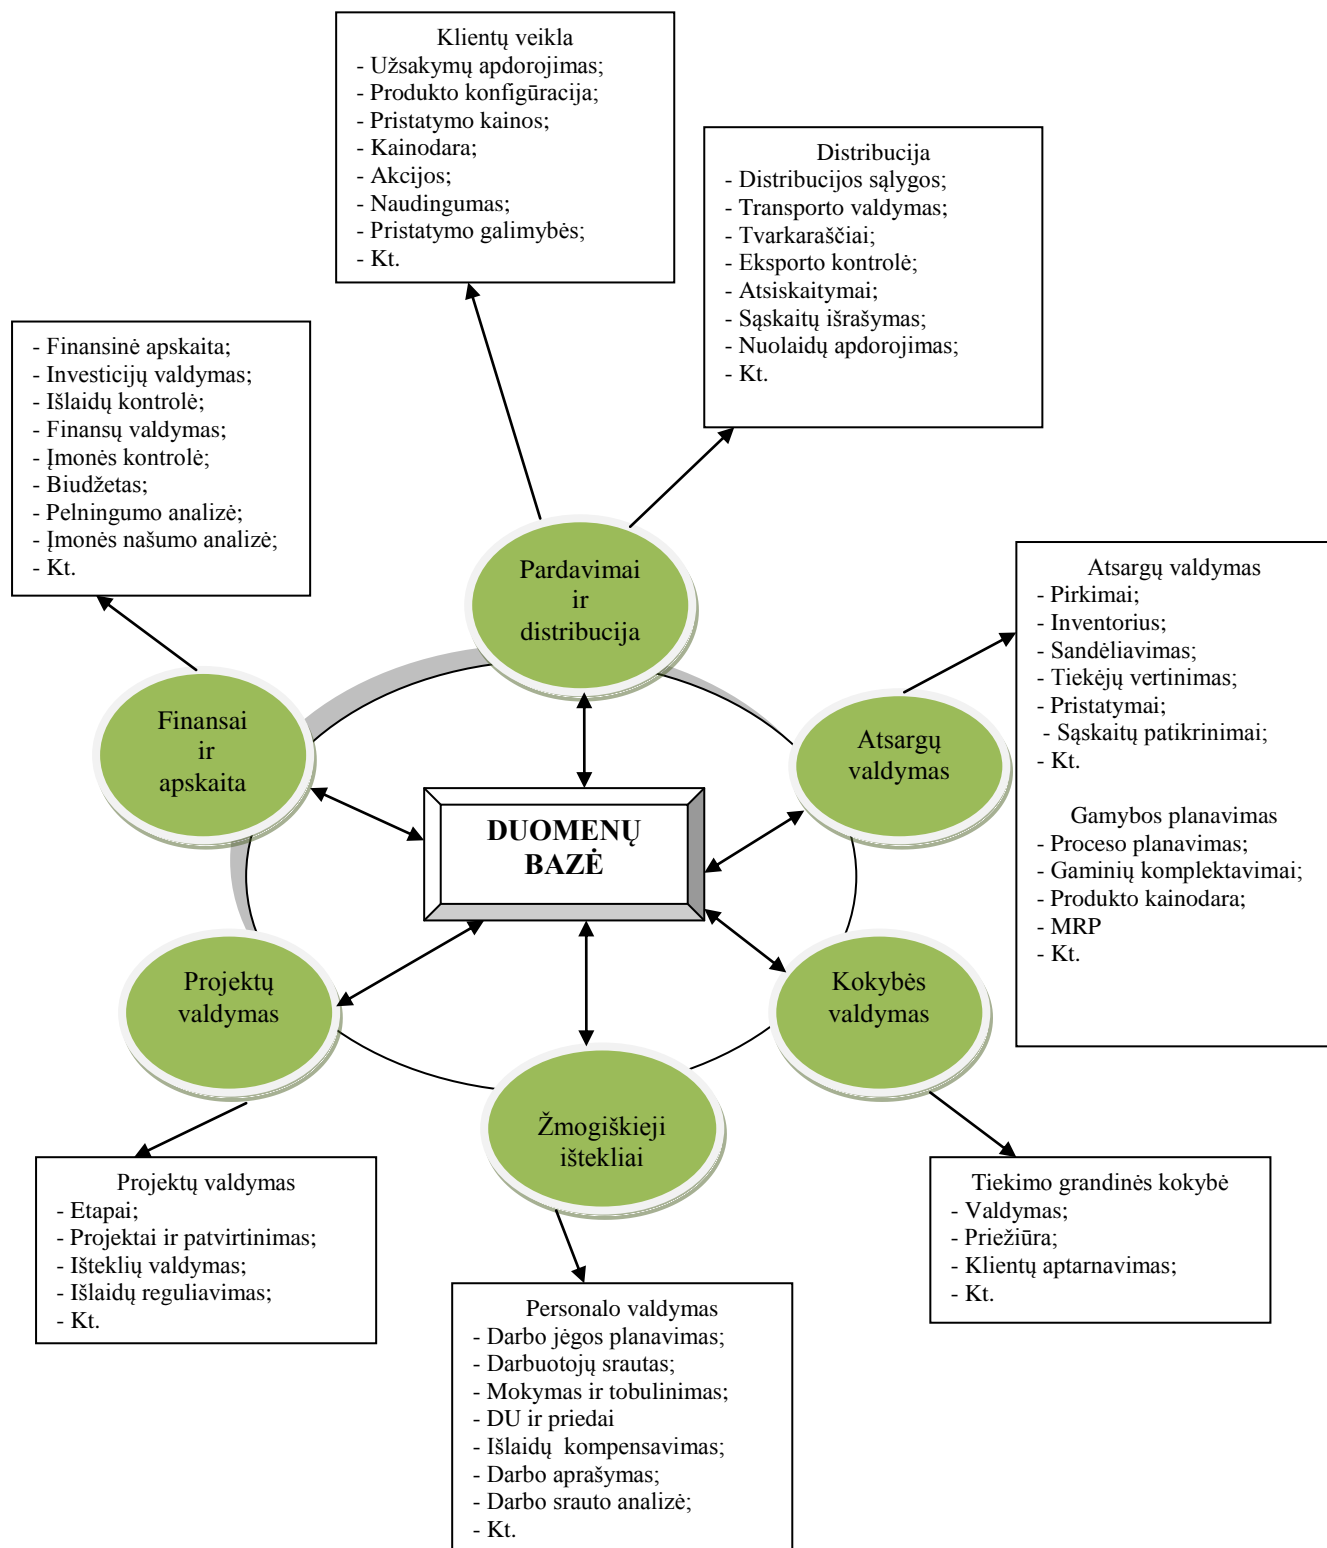 Klientų veikla
- Užsakymų apdorojimas;
- Produkto konfigūracija;
- Pristatymo kainos;
- Kainodara;
- Akcijos;
- Naudingumas;
- Pristatymo galimybės;
- Kt.
Distribucija
- Distribucijos sąlygos;
- Transporto valdymas;
- Tvarkaraščiai;
- Eksporto kontrolė;
- Atsiskaitymai;
- Sąskaitų išrašymas;
- Nuolaidų apdorojimas;
- Kt.
- Finansinė apskaita;
- Investicijų valdymas;
- Išlaidų kontrolė;
- Finansų valdymas;
- Įmonės kontrolė;
- Biudžetas;
- Pelningumo analizė;
- Įmonės našumo analizė;
- Kt.
Pardavimai
ir
distribucija
Atsargų valdymas
- Pirkimai;
- Inventorius;
- Sandėliavimas;
- Tiekėjų vertinimas;
- Pristatymai;
- Sąskaitų patikrinimai;
- Kt.
Gamybos planavimas
- Proceso planavimas;
- Gaminių komplektavimai;
- Produkto kainodara;
- MRP
- Kt.
Finansai
ir
apskaita
Atsargų
valdymas
DUOMENŲ
BAZĖ
Projektų
valdymas
Kokybės
valdymas
Žmogiškieji
ištekliai
Projektų valdymas
- Etapai;
- Projektai ir patvirtinimas;
- Išteklių valdymas;
- Išlaidų reguliavimas;
- Kt.
Personalo valdymas
- Darbo jėgos planavimas;
- Darbuotojų srautas;
- Mokymas ir tobulinimas;
- DU ir priedai
- Išlaidų  kompensavimas;
- Darbo aprašymas;
- Darbo srauto analizė;
- Kt.
Tiekimo grandinės kokybė
- Valdymas;
- Priežiūra;
- Klientų aptarnavimas;
- Kt.